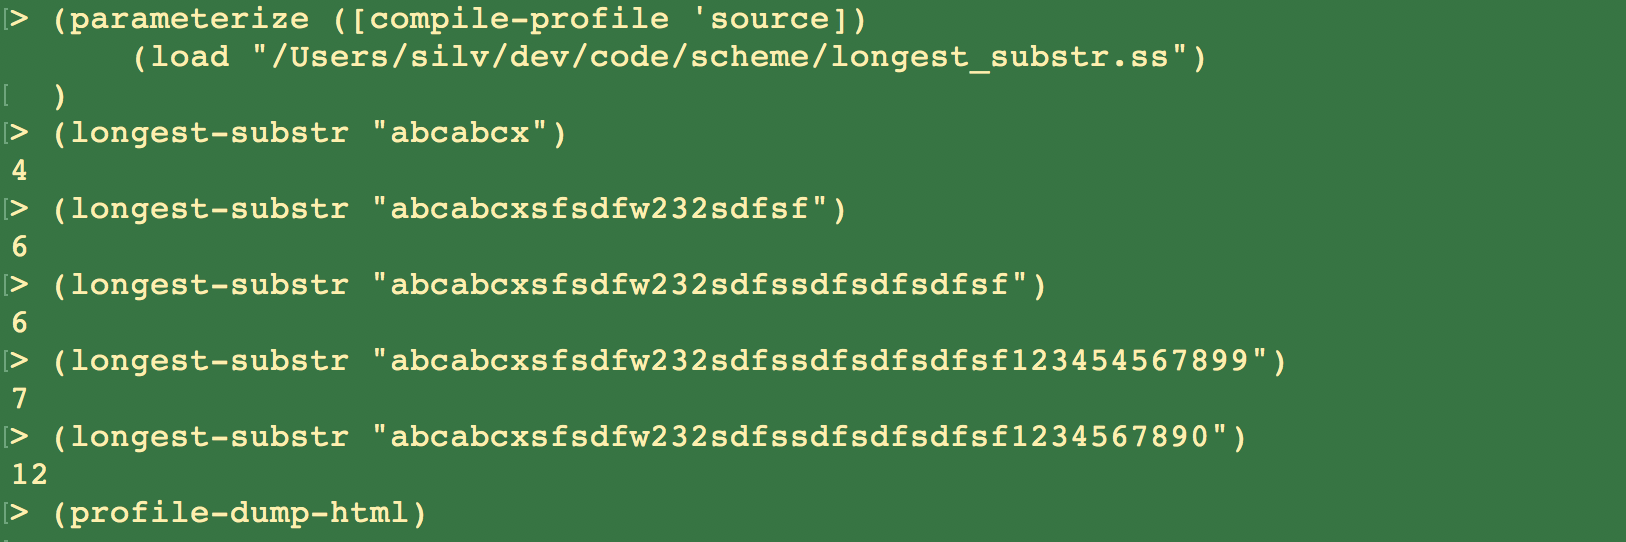 > (parameterize ([compile-profile 'source])
(load "/Users/silv/dev/code/scheme/longest_substr.ss")
)
> (longest-substr "abcabcx")
4
> (longest-substr "abcabcxsfsdfw232sdfsf")
6
> (longest-substr "abcabcxsfsdfw232sdfssdfsdfsdfsf")
6
> (longest-substr "abcabcxsfsdfw232sdfssdfsdfsdfsf123454567899")
7
> (longest-substr "abcabcxsfsdfw232sdfssdfsdfsdfsf1234567890")
12
> (profile-dump-html)